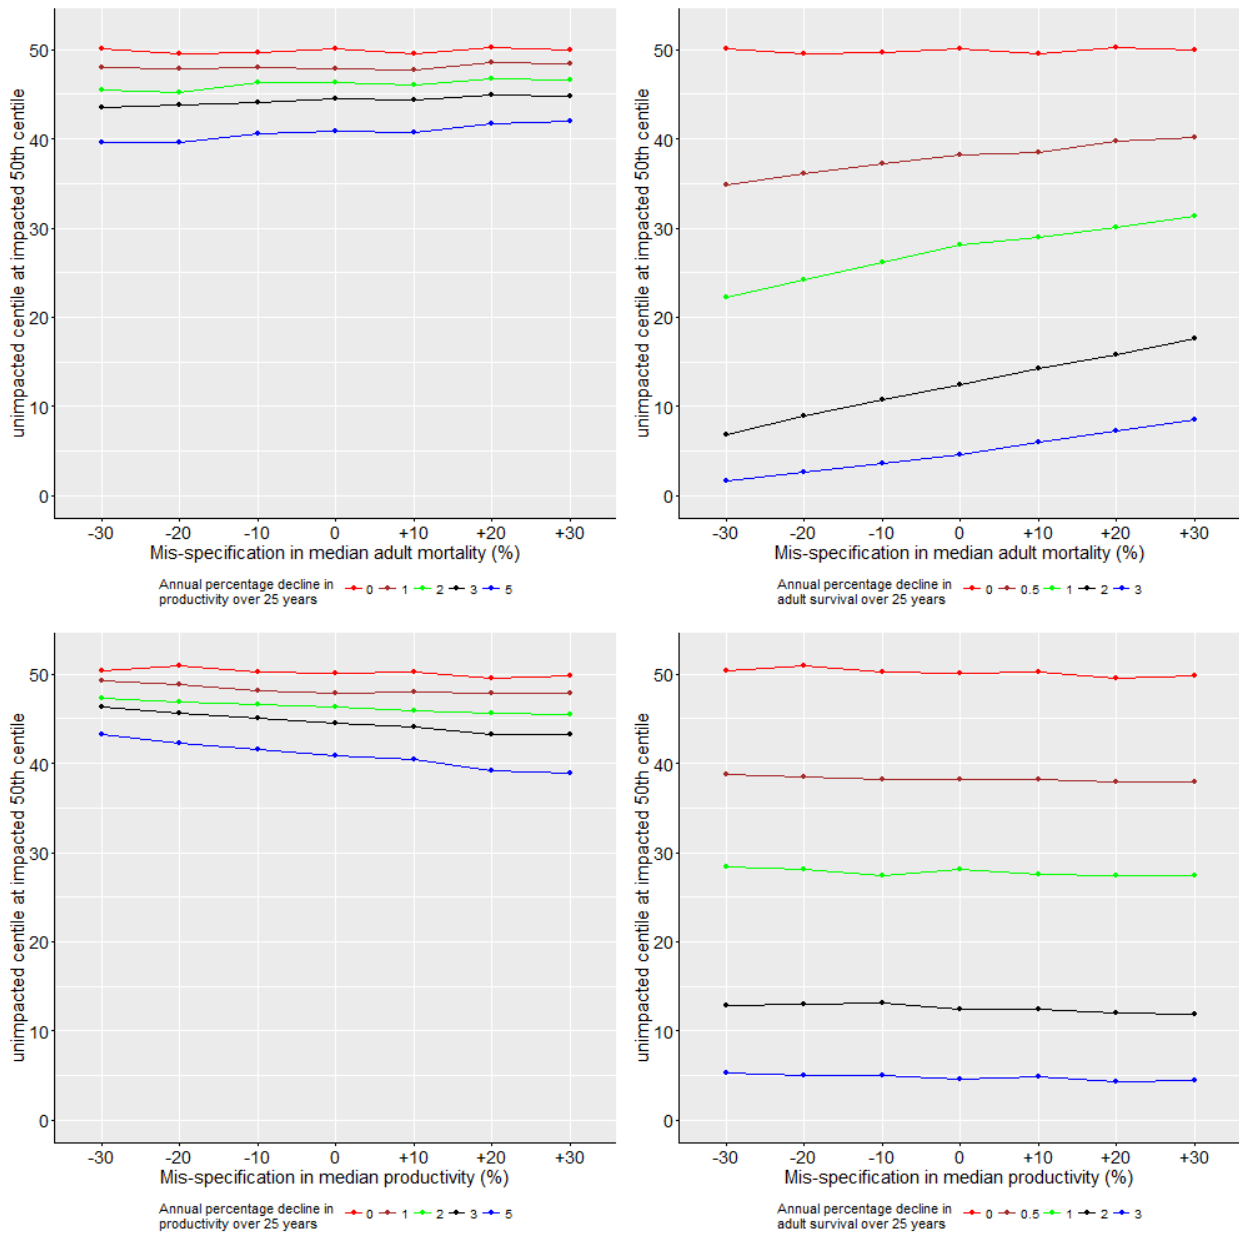 unimpacted centile at impacted 50th centile
50
40
30
20
10
0
-30 -20 -10 0 +10 +20 +30
Mis-specification in median adult mortality (%)
Annual percentage decline in
productivity over 25 years
0 1 2 3 5
unimpacted centile at impacted 50th centile
50
40
30
20
10
0
-30 -20 -10 0 +10 +20 +30
Mis-specification in median adult mortality (%)
Annual percentage decline in
adult survival over 25 years
0 0.5 1 2 3
unimpacted centile at impacted 50th centile
50
40
30
20
10
0
-30 -20 -10 0 +10 +20 +30
Mis-specification in median productivity (%)
Annual percentage decline in
productivity over 25 years
0 1 2 3 5
unimpacted centile at impacted 50th centile
50
40
30
20
10
0
-30 -20 -10 0 +10 +20 +30
Mis-specification in median productivity (%)
Annual percentage decline in
adult survival over 25 years
0 0.5 1 2 3